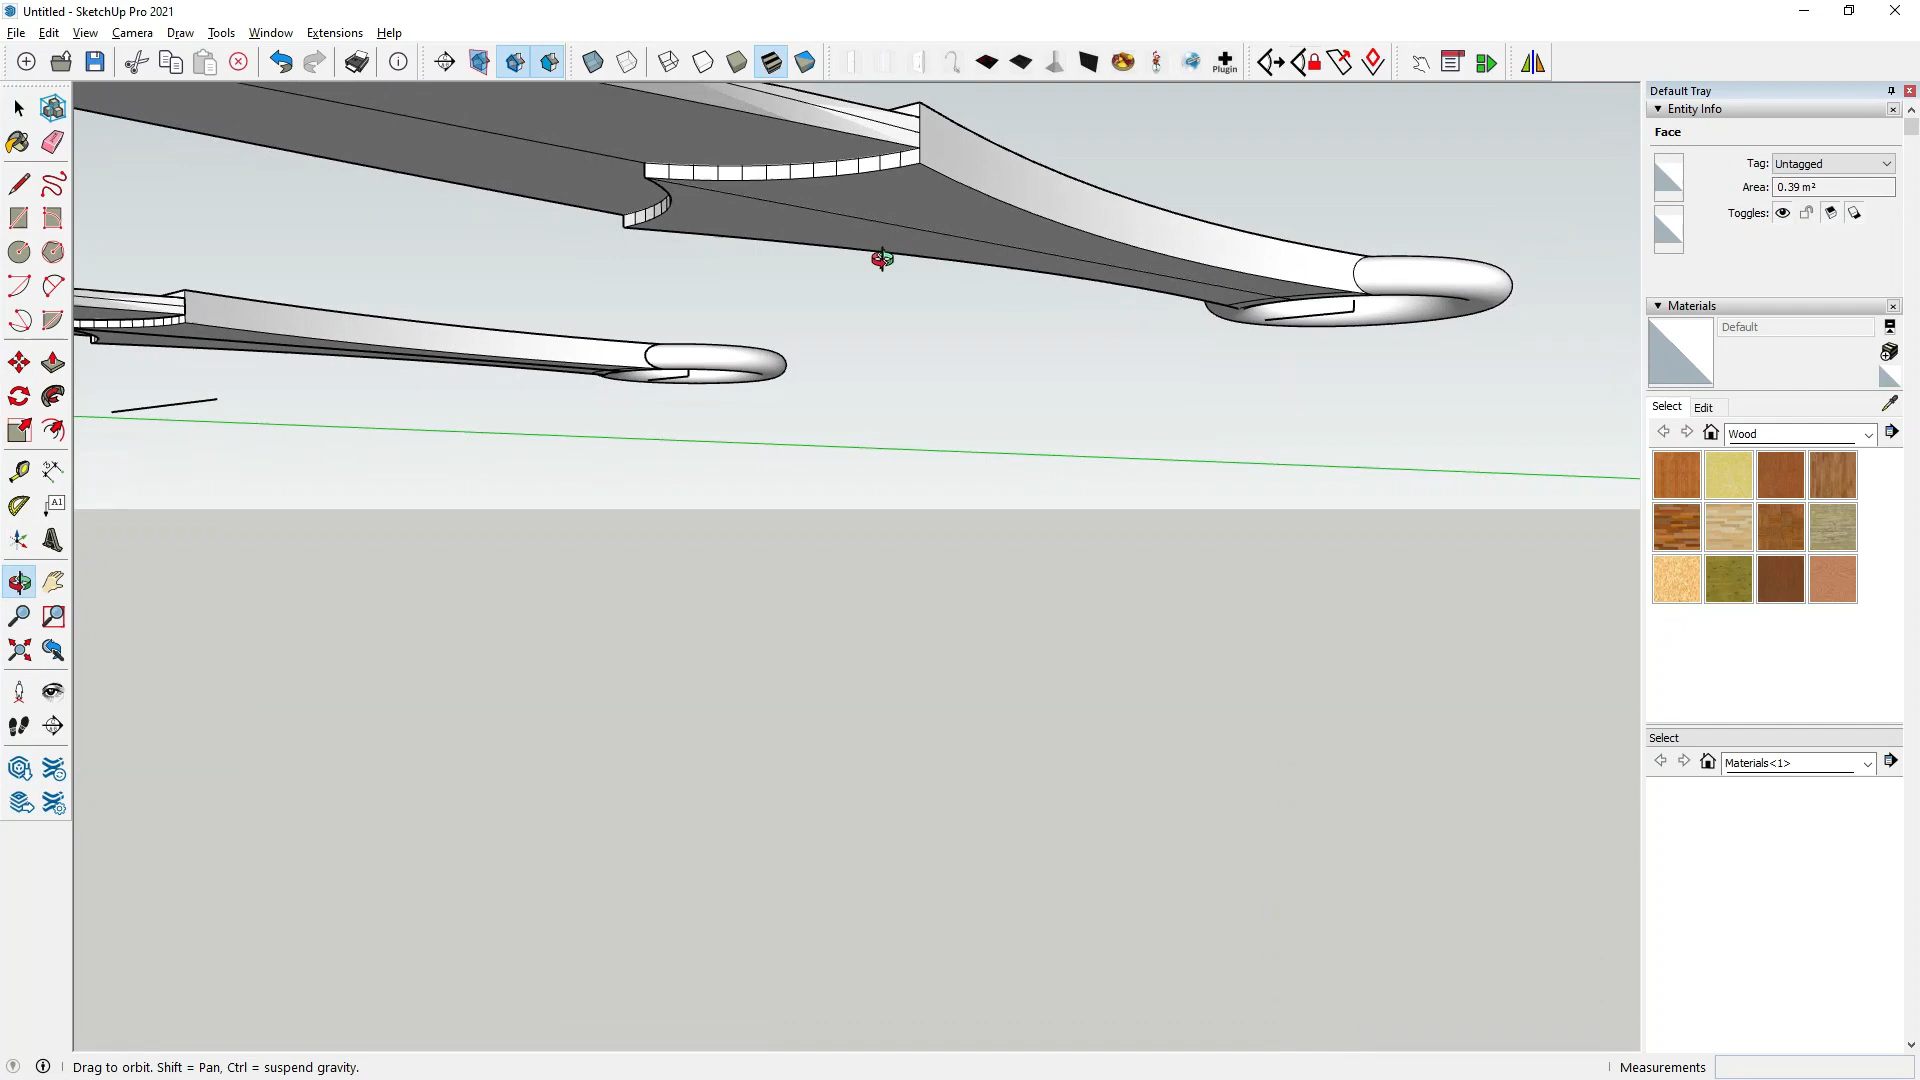 Untitled - SketchUp Pro 2021
File Edit View Camera Draw Tools Window Extensions Help
Plugin
Default Tray
Entity Info
Face
Tag: Untagged
Area: 0.39 m²
Toggles:
Materials
Default
Select Edit
Wood
Select
Materials<1>
A1
Drag to orbit. Shift = Pan, Ctrl = suspend gravity.
Measurements